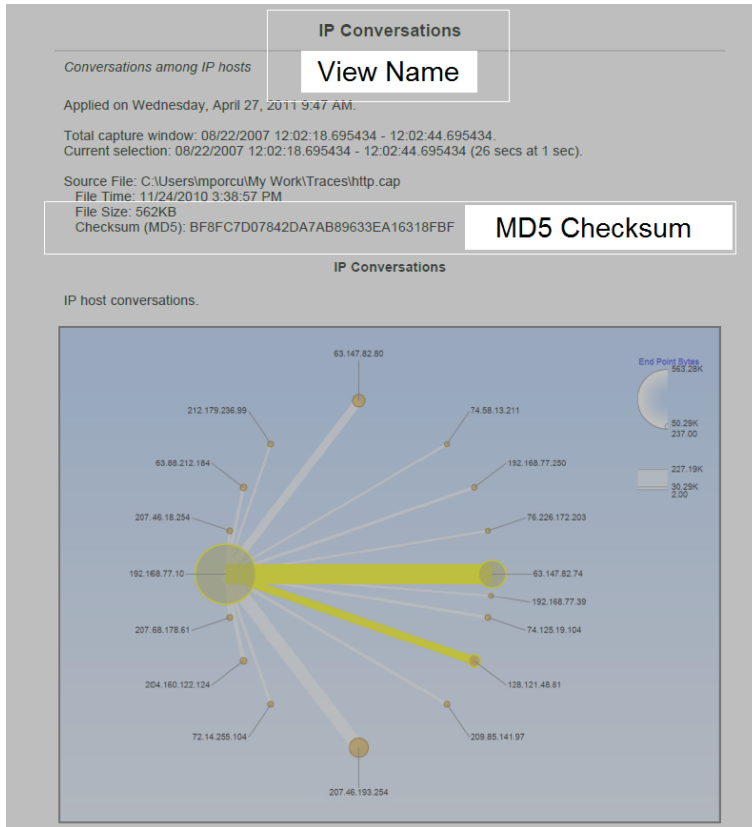 IP Conversations
View Name
Conversations among IP hosts
Applied on Wednesday, April 27, 2011 9:47 AM.
Total capture window: 08/22/2007 12:02:18.695434 - 12:02:44.695434.
Current selection: 08/22/2007 12:02:18.695434 - 12:02:44.695434 (26 secs at 1 sec).
Source File: C:\Users\mporcu\My Work\Traces\http.cap
File Time: 11/24/2010 3:38:57 PM
File Size: 562KB
Checksum (MD5): BF8FC7D07842DA7AB89633EA16318FBF
MD5 Checksum
IP Conversations
IP host conversations.
63.147.82.80
End Point Bytes
563.28K
50.29K
237.00
227.19K
30.29K
2.00
212.179.236.99
74.58.13.211
63.88.212.184
192.168.77.250
207.46.18.254
76.226.172.203
192.168.77.10
63.147.82.74
192.168.77.39
207.68.178.61
74.125.19.104
204.160.122.124
128.121.48.81
72.14.255.104
209.85.141.97
207.46.193.254